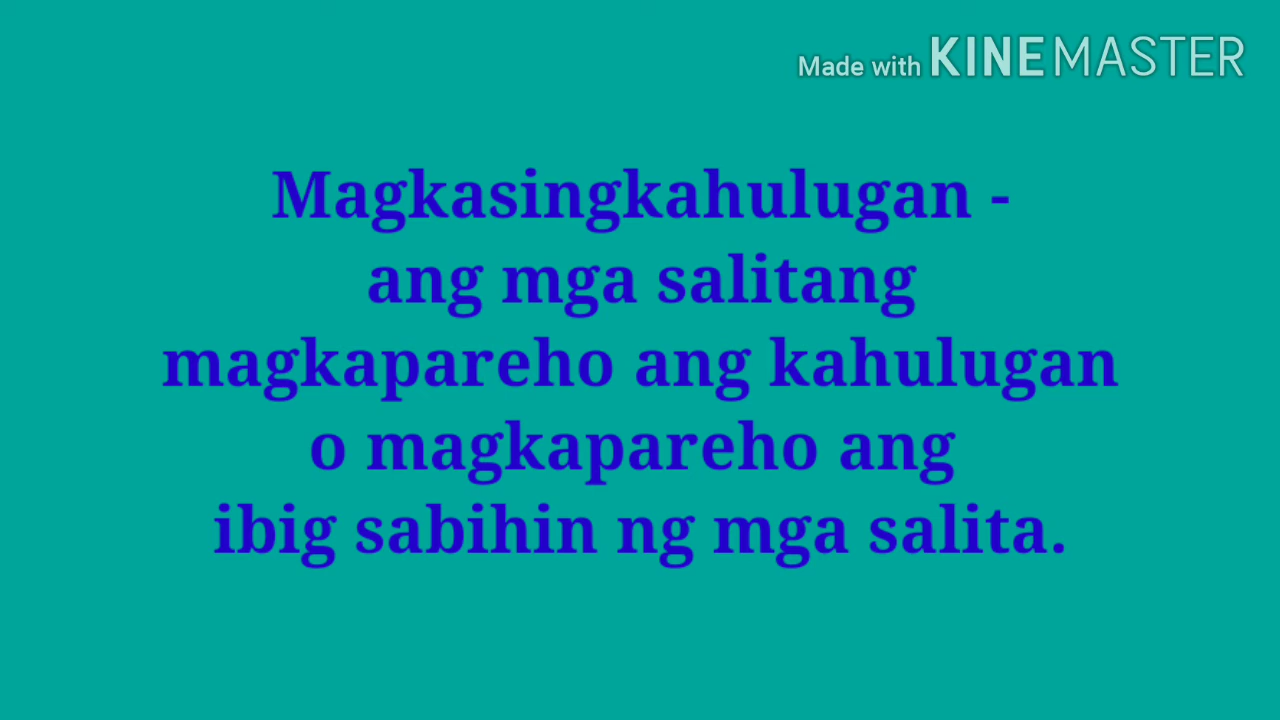 Made with KINEMASTER
Magkasingkahulugan -
ang mga salitang
magkapareho ang kahulugan
o magkapareho ang
ibig sabihin ng mga salita.